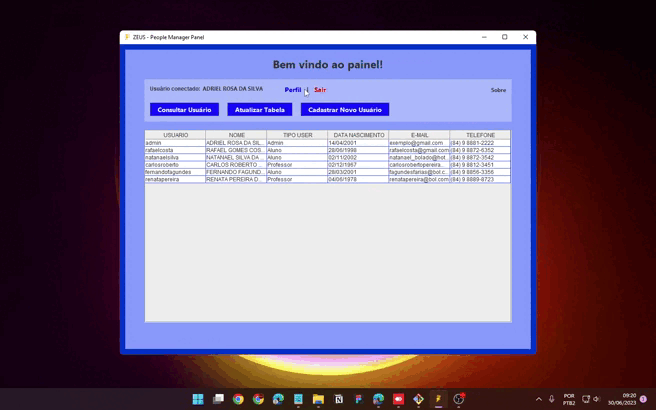 ZEUS - People Manager Panel
Bem vindo ao painel!
Usuário conectado: ADRIEL ROSA DA SILVA Perfil Sair Sobre
Consultar Usuário Atualizar Tabela Cadastrar Novo Usuário
USUARIO NOME TIPO USER DATA NASCIMENTO E-MAIL TELEFONE
admin ADRIEL ROSA DA SIL... Admin 14/04/2001 exemplo@gmail.com (84) 9 8881-2222
rafaelcosta RAFAEL GOMES COS... Aluno 28/06/1998 rafaelcosta@gmail.com (84) 9 8872-6352
natanaelsilva NATANAEL SILVA DA ... Aluno 02/11/2002 natanael_bolado@hot... (84) 9 8872-3542
carlosroberto CARLOS ROBERTO ... Professor 02/12/1957 carlosrobertopereira... (84) 9 8812-3451
fernandofagundes FERNANDO FAGUND... Aluno 28/03/2001 fagundesfarias@bol.c... (84) 9 8856-3356
renatapereira RENATA PEREIRA D... Professor 04/06/1978 renatapereira@bol.com (84) 9 8889-8723
POR
PTB2
09:20
30/06/2023